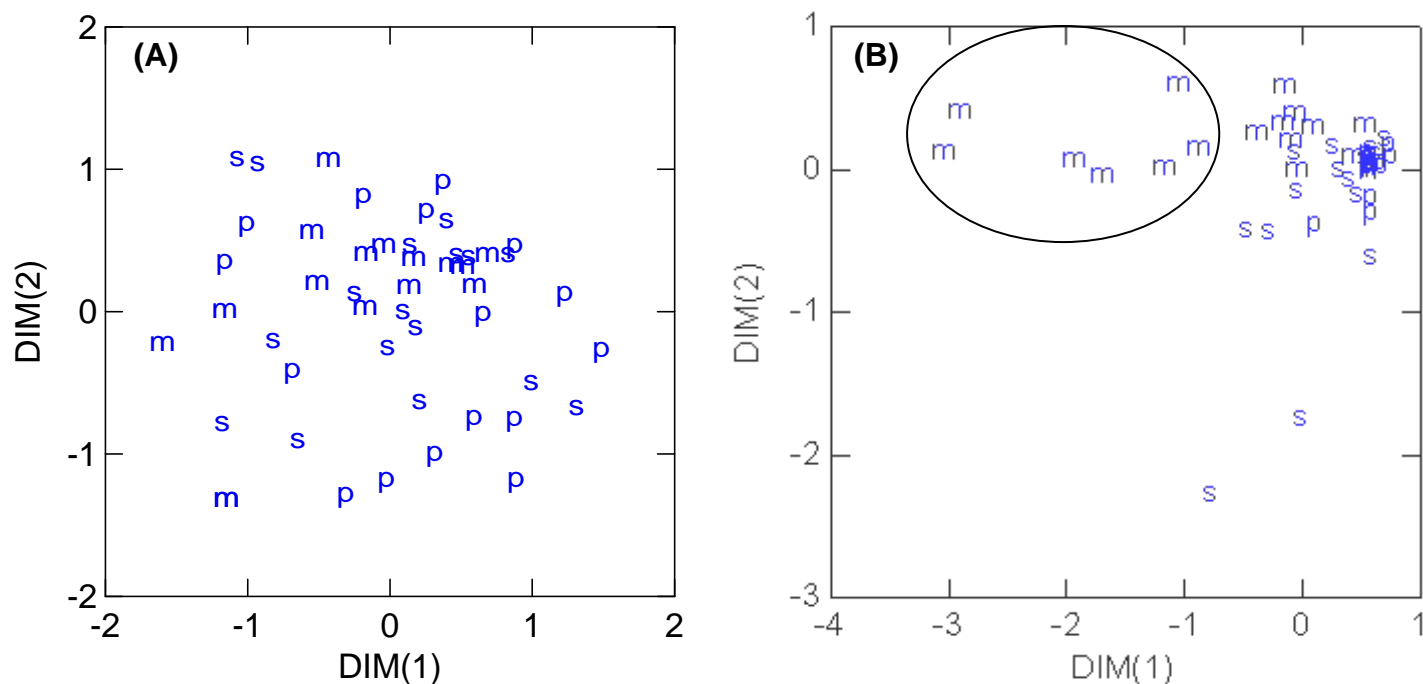 2
(A)
s s m
p p
p p s
m m s p
m m s s m s
p m m m
m s m m p
m m s p
s
m s s p
p s
s s s
s p p
s p
p p
m p
1
0
-1
-2
DIM(2)
-2 -1 0 1 2
DIM(1)
1
(B)
m m
m m
m m m m
m m
m m m
s s
p
s
s
s
0
-1
-2
-3
DIM(2)
-4 -3 -2 -1 0 1
DIM(1)